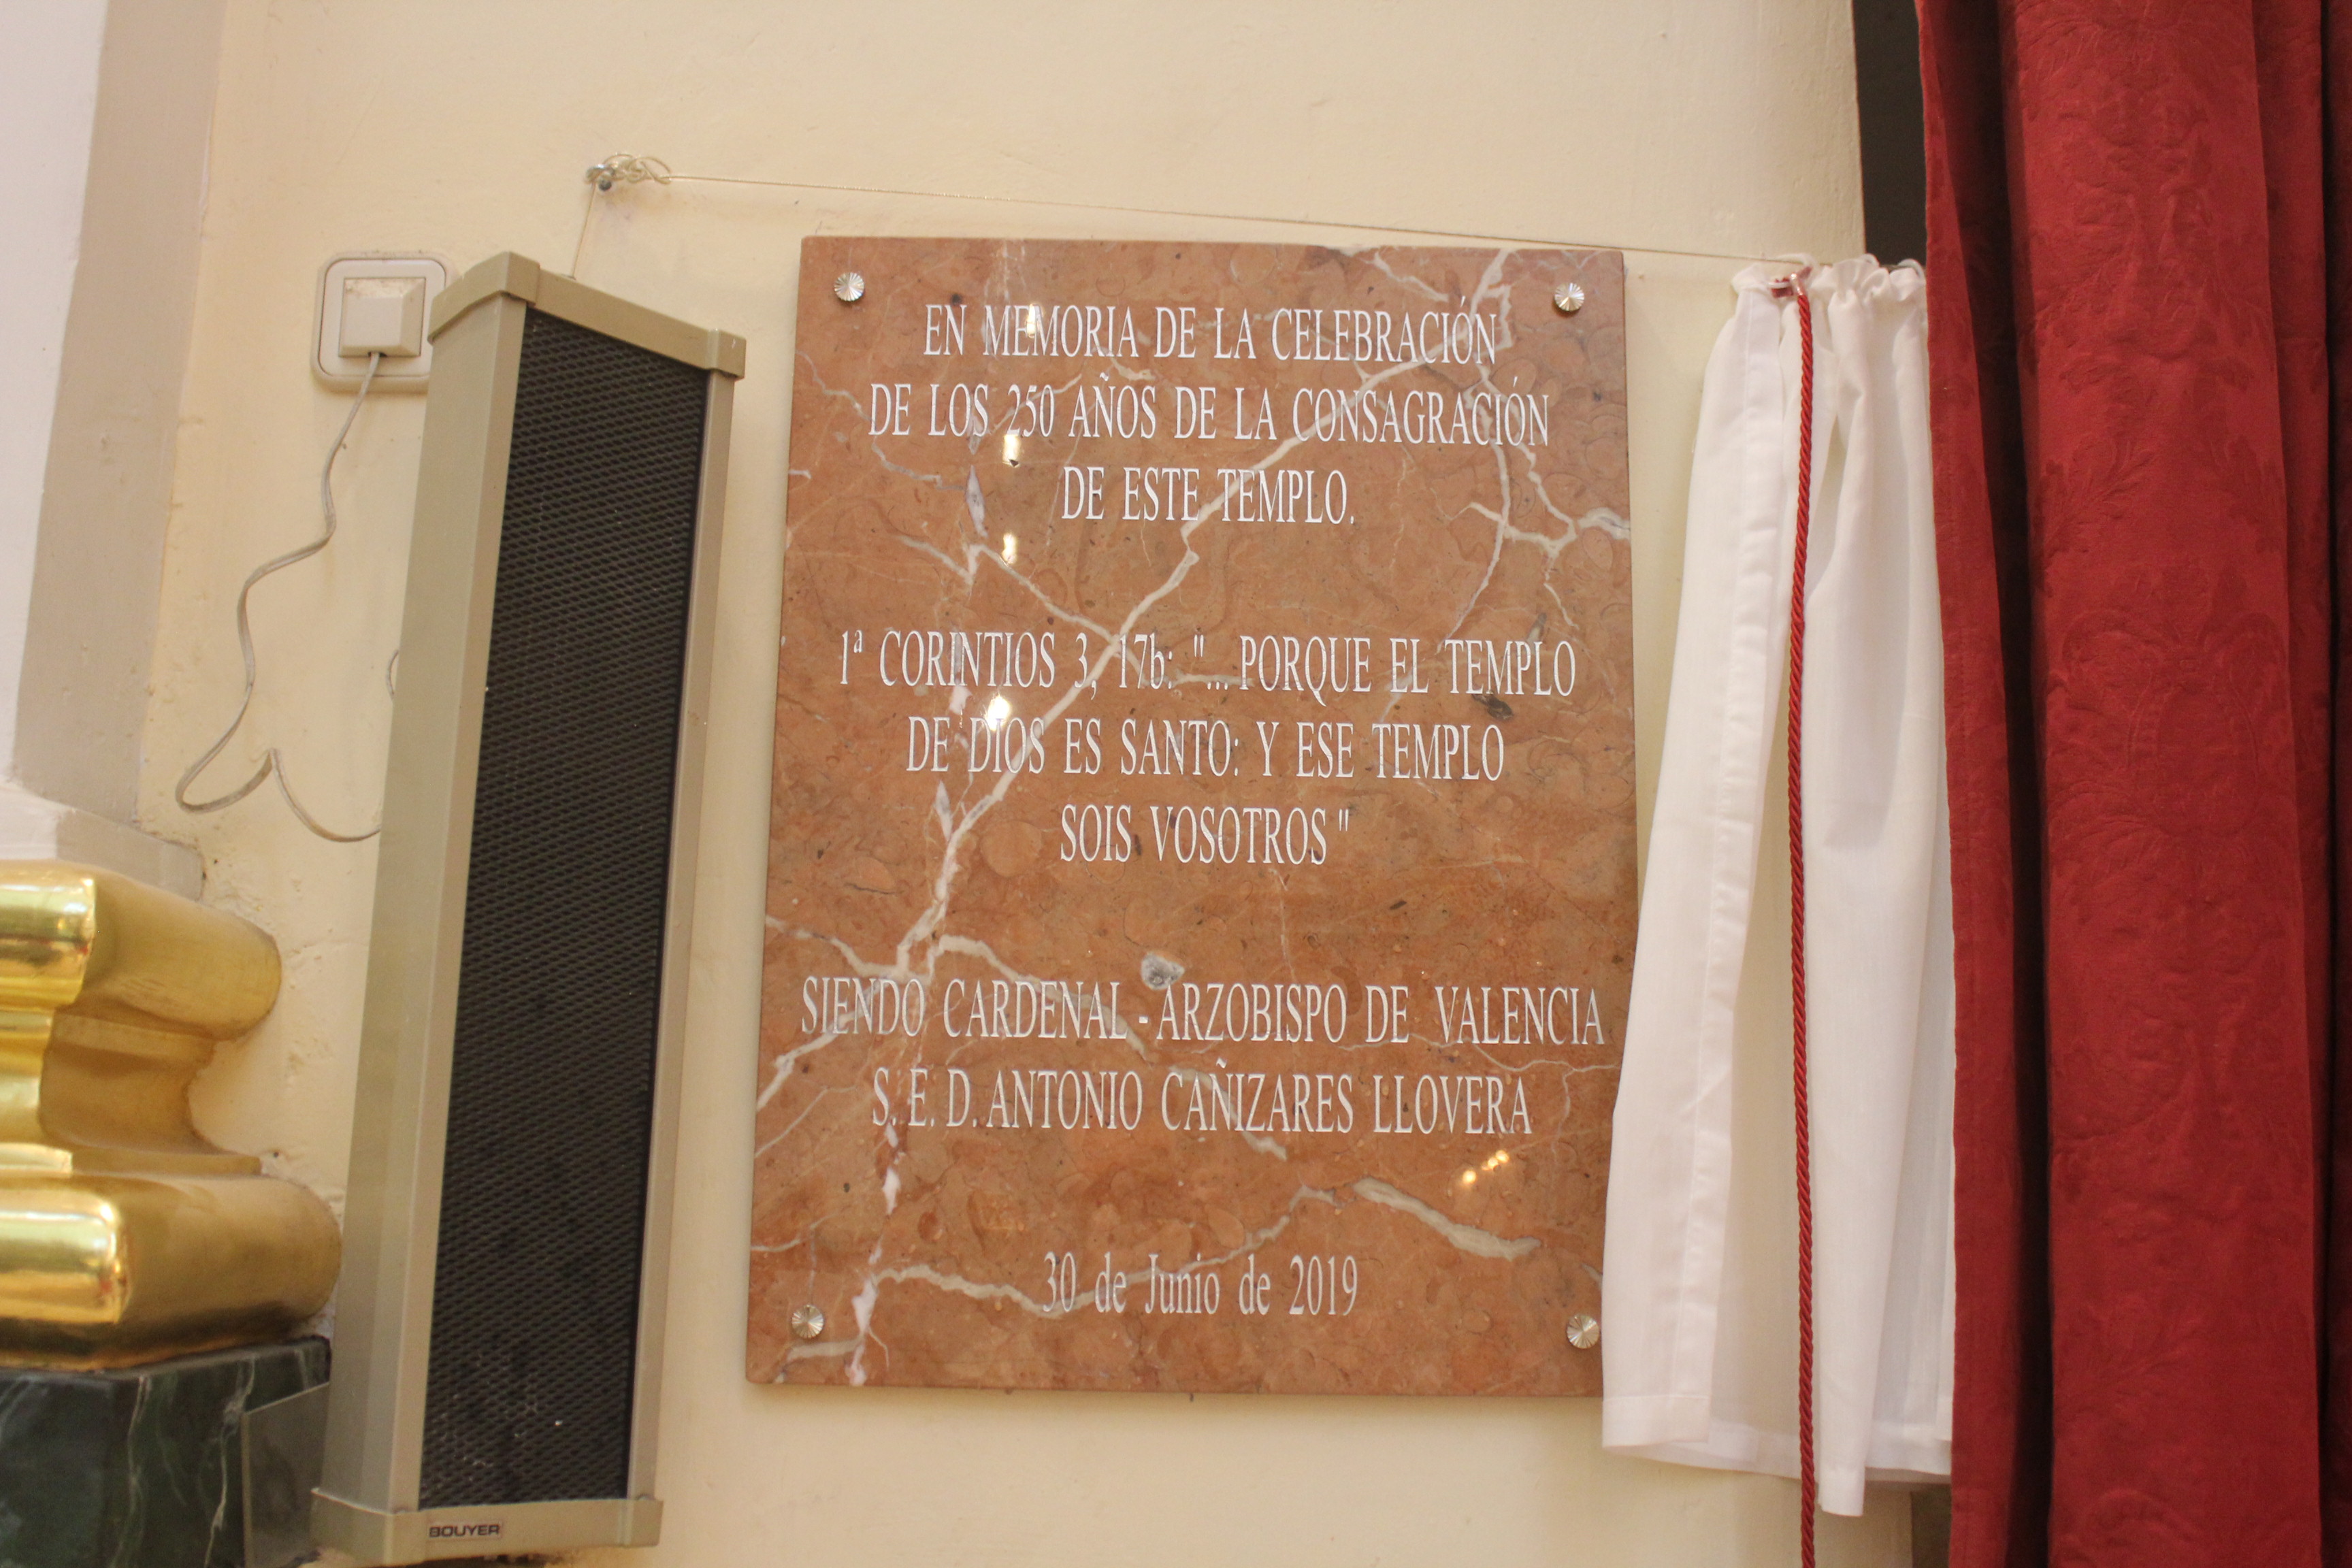 EN MEMORIA DE LA CELEBRACIÓN
DE LOS 250 AÑOS DE LA CONSAGRACIÓN
DE ESTE TEMPLO.
1ª CORINTIOS 3, 17b: "... PORQUE EL TEMPLO
DE DIOS ES SANTO: Y ESE TEMPLO
SOIS VOSOTROS"
SIENDO CARDENAL - ARZOBISPO DE VALENCIA
S. E. D. ANTONIO CAÑIZARES LLOVERA
30 de Junio de 2019
BOUYER